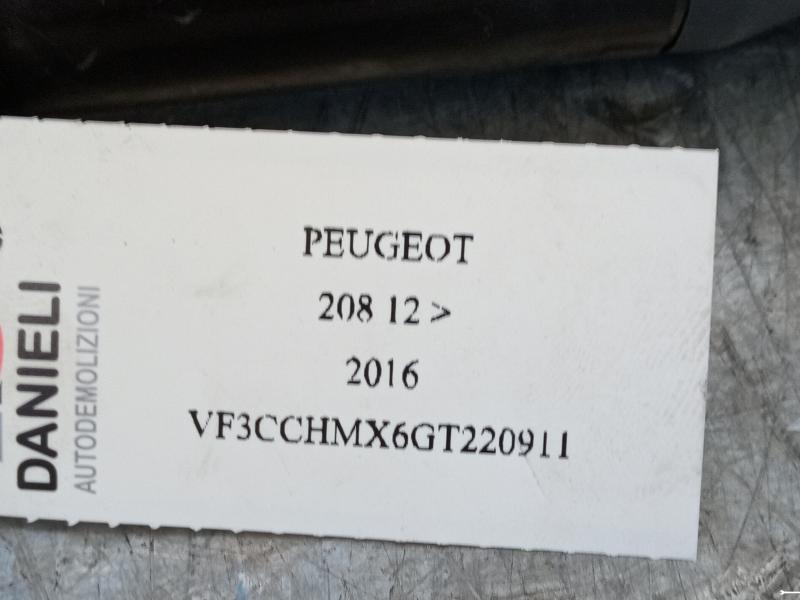 PEUGEOT
208 12 >
2016
VF3CCHMX6GT220911
DANIELI
AUTODEMOLIZIONI